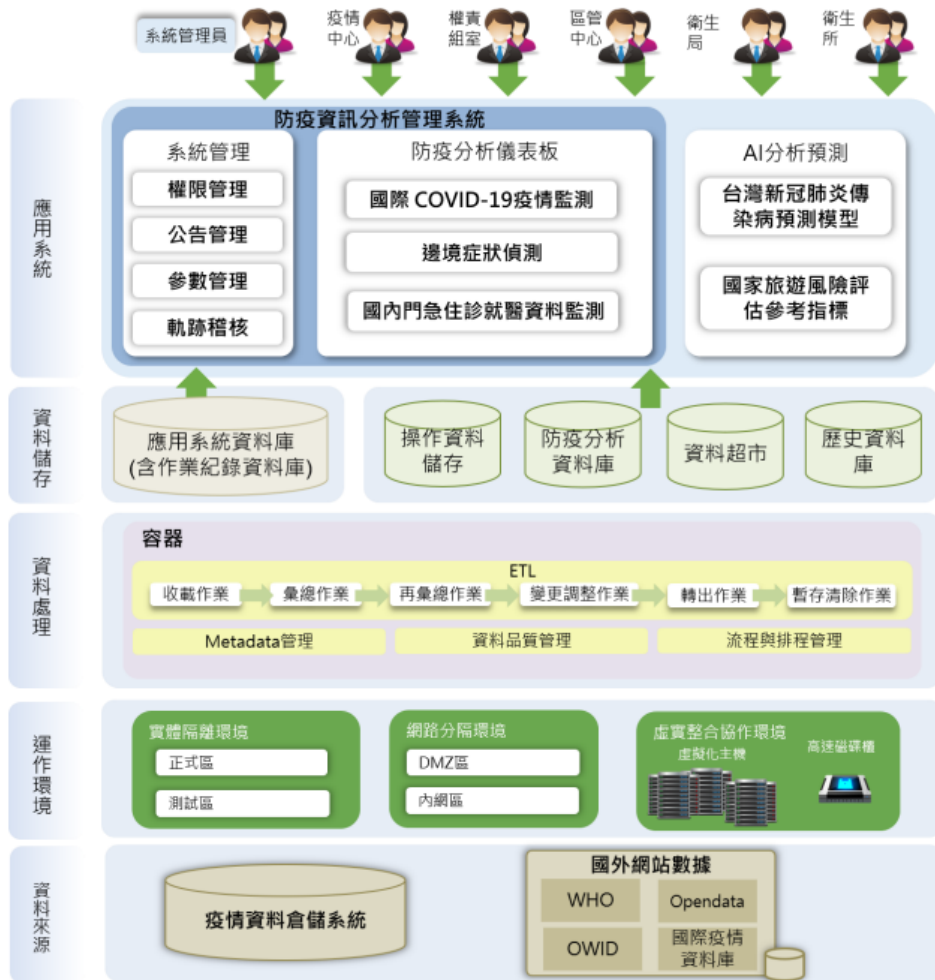 系統管理員
疫情
中心
權責
組室
區管
中心
衛生
局
衛生
所
應用系統
防疫資訊分析管理系統
系統管理
權限管理
公告管理
參數管理
軌跡稽核
防疫分析儀表板
國際 COVID-19疫情監測
邊境症狀偵測
國內門急住診就醫資料監測
AI分析預測
台灣新冠肺炎傳
染病預測模型
國家旅遊風險評
估參考指標
資料儲存
應用系統資料庫
(含作業紀錄資料庫)
操作資料
儲存
防疫分析
資料庫
資料超市
歷史資料
庫
資料處理
容器
ETL
收載作業
彙總作業
再彙總作業
變更調整作業
轉出作業
暫存清除作業
Metadata管理
資料品質管理
流程與排程管理
運作環境
實體隔離環境
正式區
測試區
網路分隔環境
DMZ區
內網區
虛實整合協作環境
虛擬化主機
高速磁碟櫃
資料來源
疫情資料倉儲系統
國外網站數據
WHO
Opendata
OWID
國際疫情
資料庫